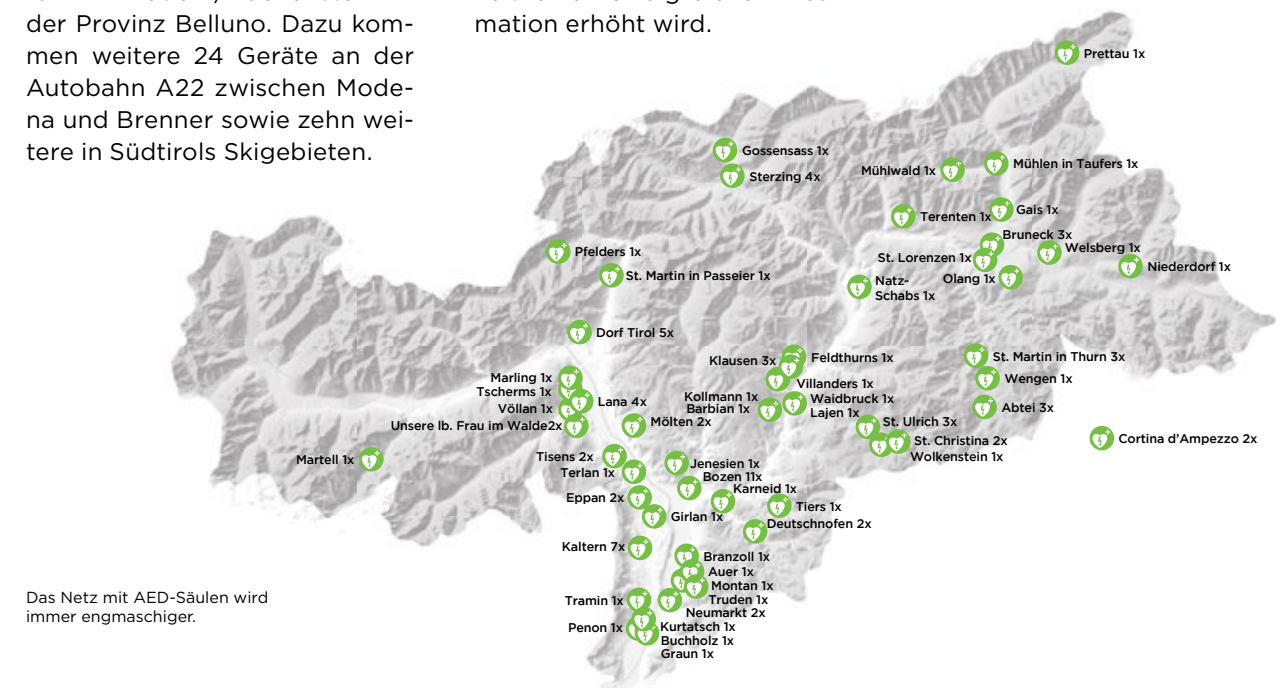 der Provinz Belluno. Dazu kom-
men weitere 24 Geräte an der
Autobahn A22 zwischen Mode-
na und Brenner sowie zehn wei-
tere in Südtirols Skigebieten.
mation erhöht wird.
Prettau 1x
Gossensass 1x
Sterzing 4x
Mühlwald 1x
Mühlen in Taufers 1x
Terenten 1x
Gais 1x
Bruneck 3x
Welsberg 1x
St. Lorenzen 1x
Niederdorf 1x
Olang 1x
Natz-
Schabs 1x
Pfelders 1x
St. Martin in Passeier 1x
Dorf Tirol 5x
Klausen 3x
Feldthurns 1x
St. Martin in Thurn 3x
Marling 1x
Tscherms 1x
Völlan 1x
Lana 4x
Unsere lb. Frau im Walde2x
Mölten 2x
Villanders 1x
Kollmann 1x
Barbian 1x
Waidbruck 1x
Lajen 1x
Wengen 1x
Abtei 3x
St. Ulrich 3x
St. Christina 2x
Wolkenstein 1x
Cortina d'Ampezzo 2x
Martell 1x
Tisens 2x
Terlan 1x
Jenesien 1x
Bozen 11x
Karneid 1x
Eppan 2x
Girlan 1x
Tiers 1x
Deutschnofen 2x
Kaltern 7x
Branzoll 1x
Auer 1x
Montan 1x
Truden 1x
Neumarkt 2x
Tramin 1x
Penon 1x
Kurtatsch 1x
Buchholz 1x
Graun 1x
Das Netz mit AED-Säulen wird
immer engmaschiger.